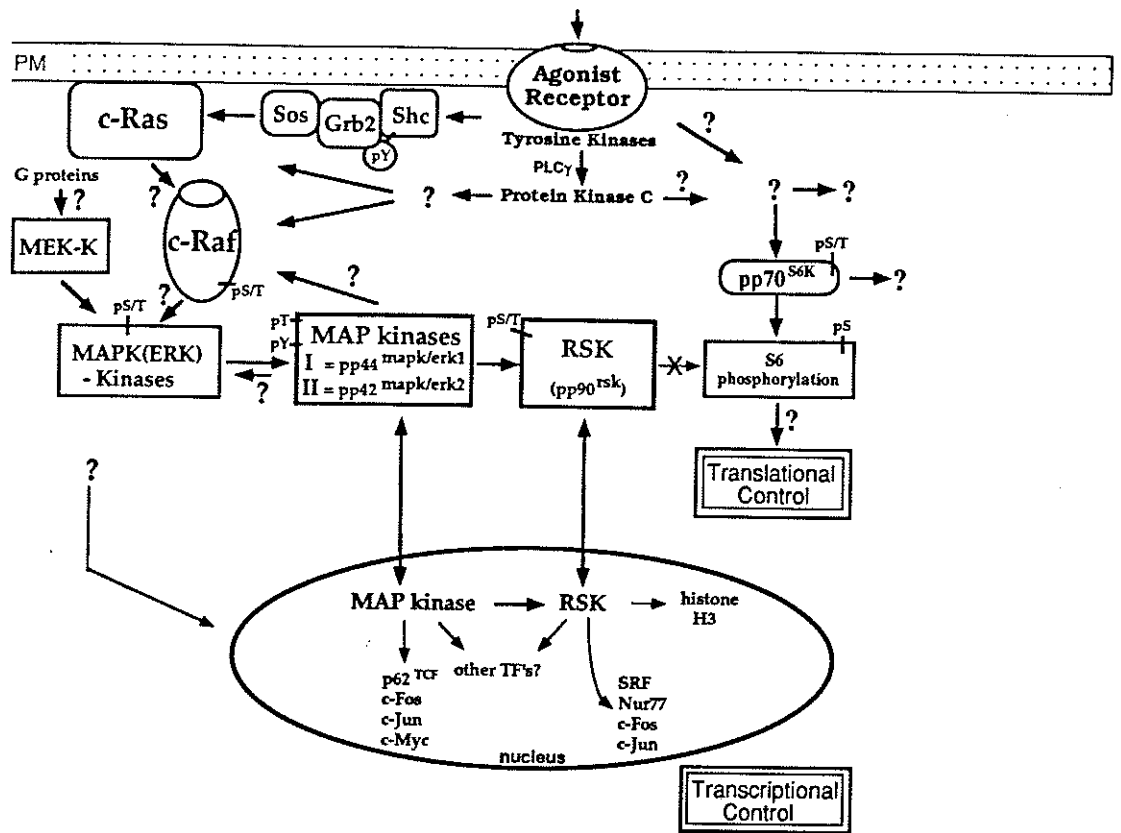 PM
Agonist
Receptor
c-Ras
Sos
Grb2
Shc
pY
Tyrosine Kinases
?
PLCγ
G proteins
?
?
?
Protein Kinase C
?
?
?
MEK-K
c-Raf
pS/T
pp70 S6K
?
pS/T
?
?
pS/T
pT
pY
MAP kinases
I = pp44 mapk/erk1
II = pp42 mapk/erk2
pS/T
RSK
(pp90rsk)
X
pS
S6
phosphorylation
MAPK(ERK)
- Kinases
?
?
Translational
Control
?
MAP kinase
RSK
histone
H3
other TF's?
p62 TCF
c-Fos
c-Jun
c-Myc
SRF
Nur77
c-Fos
c-Jun
nucleus
Transcriptional
Control